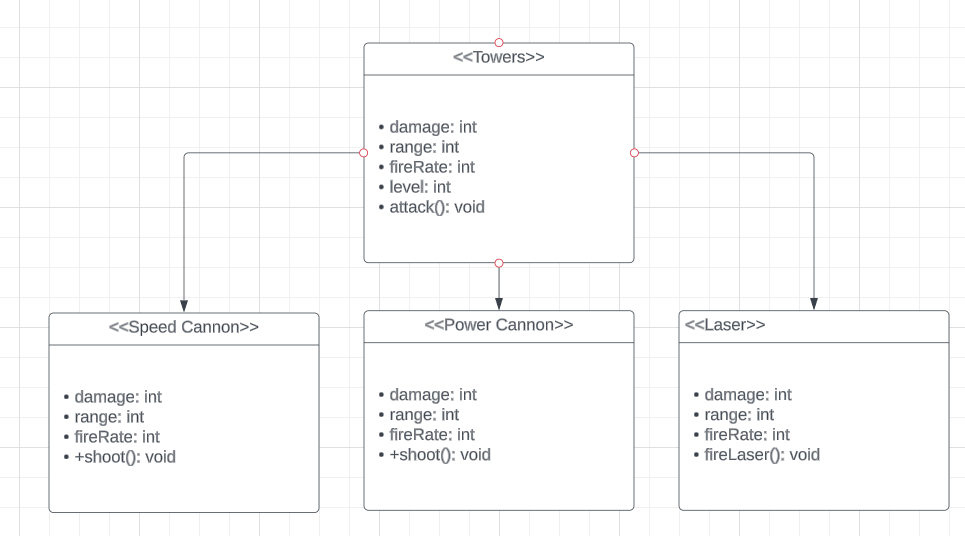 <<Towers>>
• damage: int
• range: int
• fireRate: int
• level: int
• attack(): void
<<Speed Cannon>>
• damage: int
• range: int
• fireRate: int
• +shoot(): void
<<Power Cannon>>
• damage: int
• range: int
• fireRate: int
• +shoot(): void
<<Laser>>
• damage: int
• range: int
• fireRate: int
• fireLaser(): void